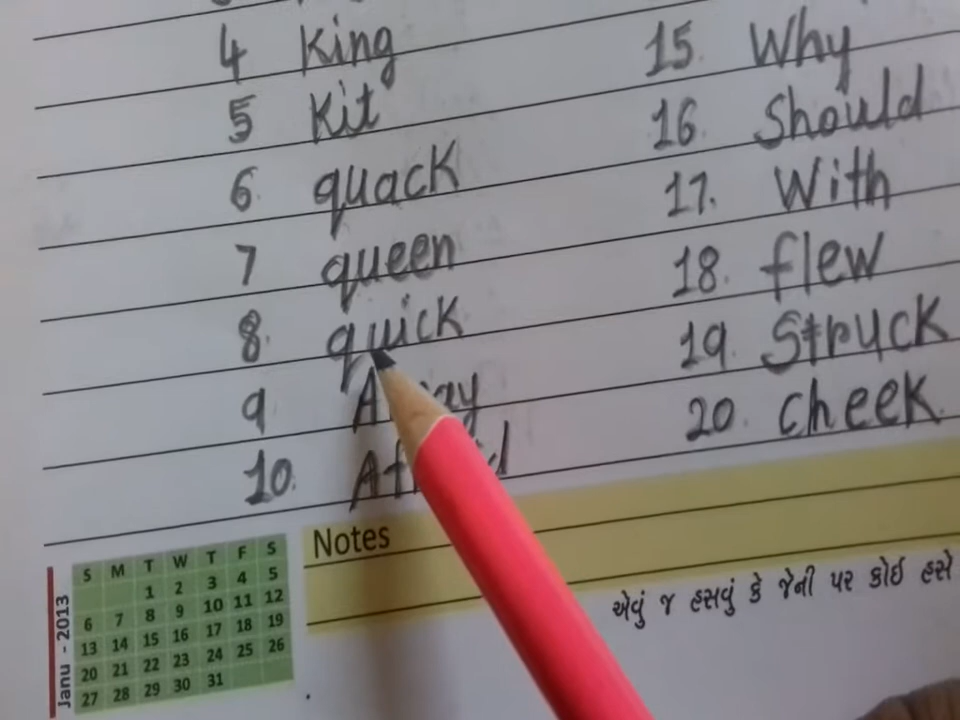 4 King
5 Kit
6. quack
7 queen
8. quick
9
10.
15. Why
16. Should
17. With
18. flew
19. Struck
20. cheek
Notes
એવું જ હસવું કે જેની પર કોઈ હસે
Janu - 2013
S M T W T F S
1 2 3 4 5
6 7 8 9 10 11 12
13 14 15 16 17 18 19
20 21 22 23 24 25 26
27 28 29 30 31